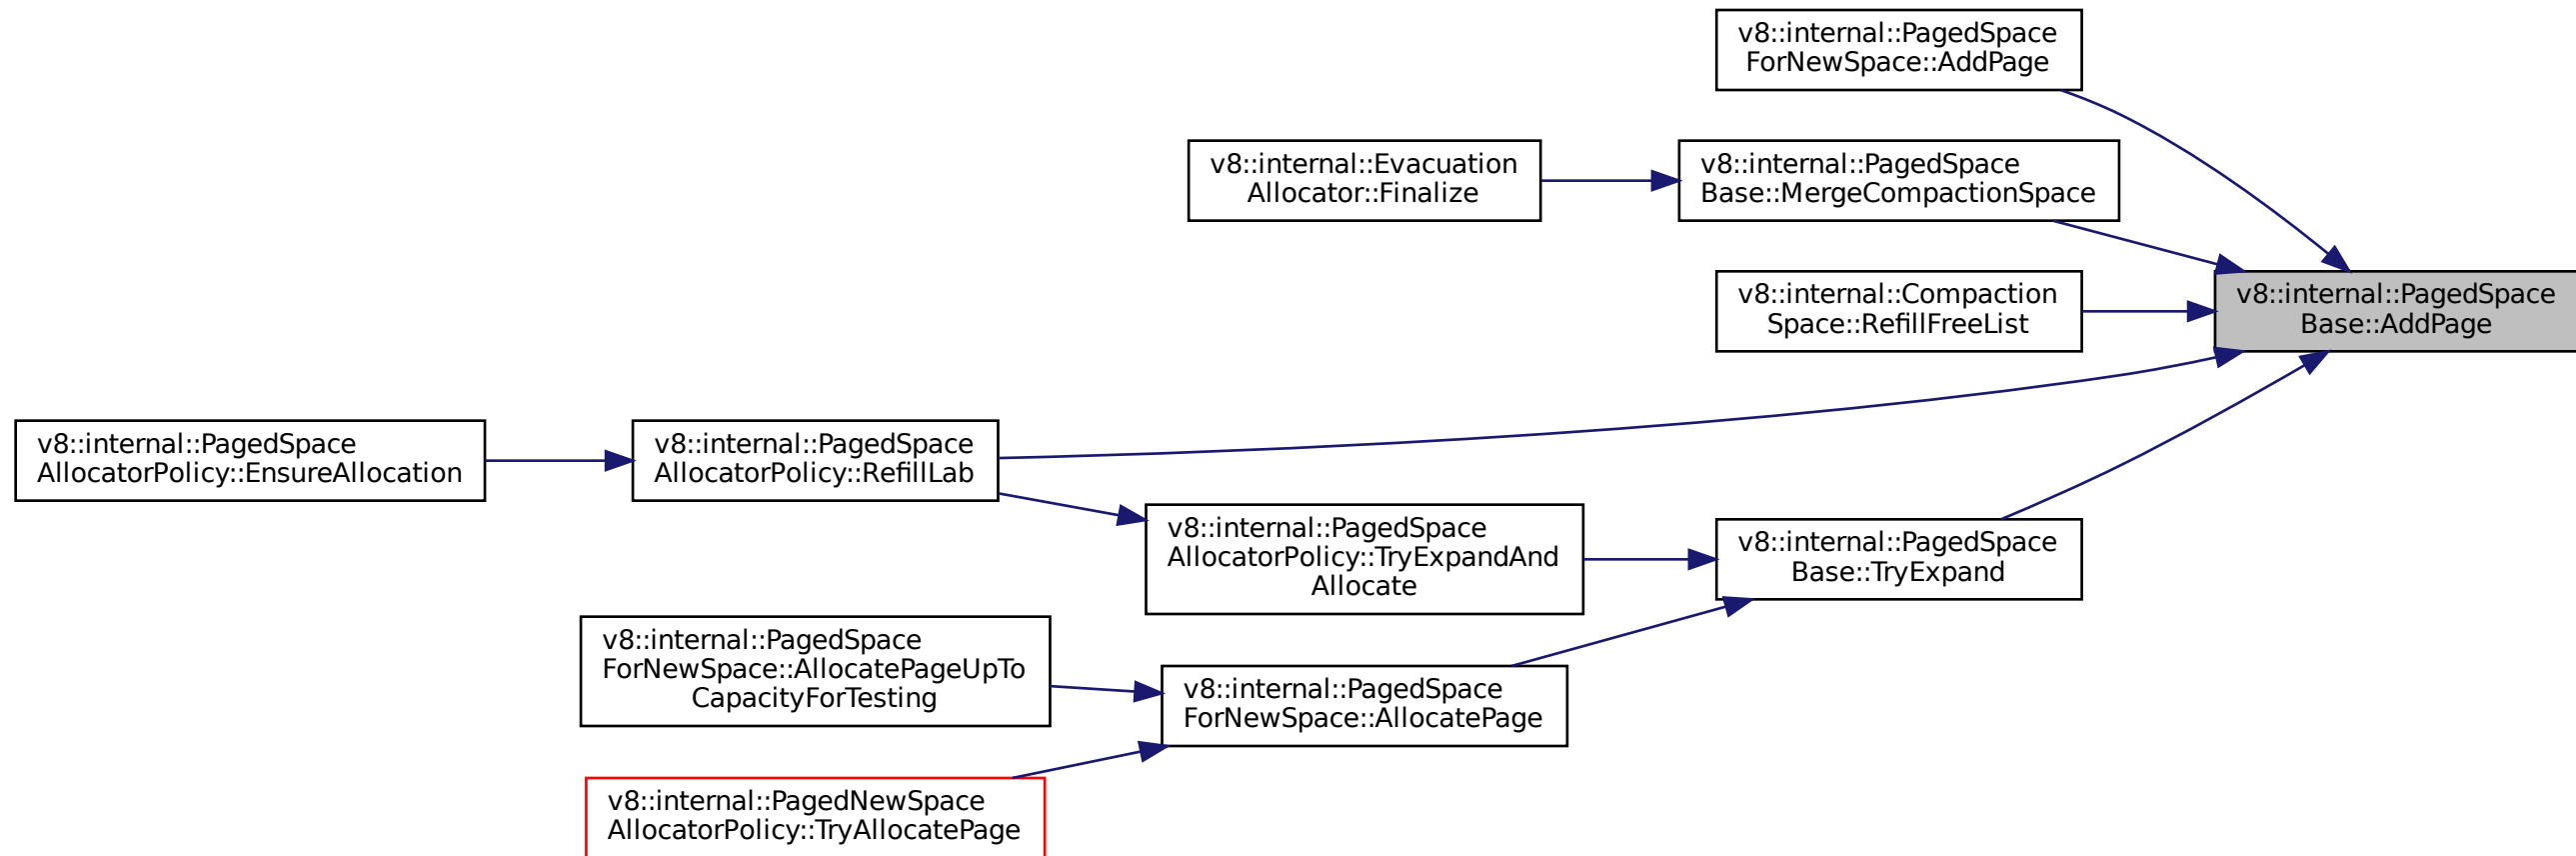 v8::internal::PagedSpace
ForNewSpace::AddPage
v8::internal::Evacuation
Allocator::Finalize
v8::internal::PagedSpace
Base::MergeCompactionSpace
v8::internal::Compaction
Space::RefillFreeList
v8::internal::PagedSpace
Base::AddPage
v8::internal::PagedSpace
AllocatorPolicy::EnsureAllocation
v8::internal::PagedSpace
AllocatorPolicy::RefillLab
v8::internal::PagedSpace
AllocatorPolicy::TryExpandAnd
Allocate
v8::internal::PagedSpace
Base::TryExpand
v8::internal::PagedSpace
ForNewSpace::AllocatePageUpTo
CapacityForTesting
v8::internal::PagedSpace
ForNewSpace::AllocatePage
v8::internal::PagedNewSpace
AllocatorPolicy::TryAllocatePage